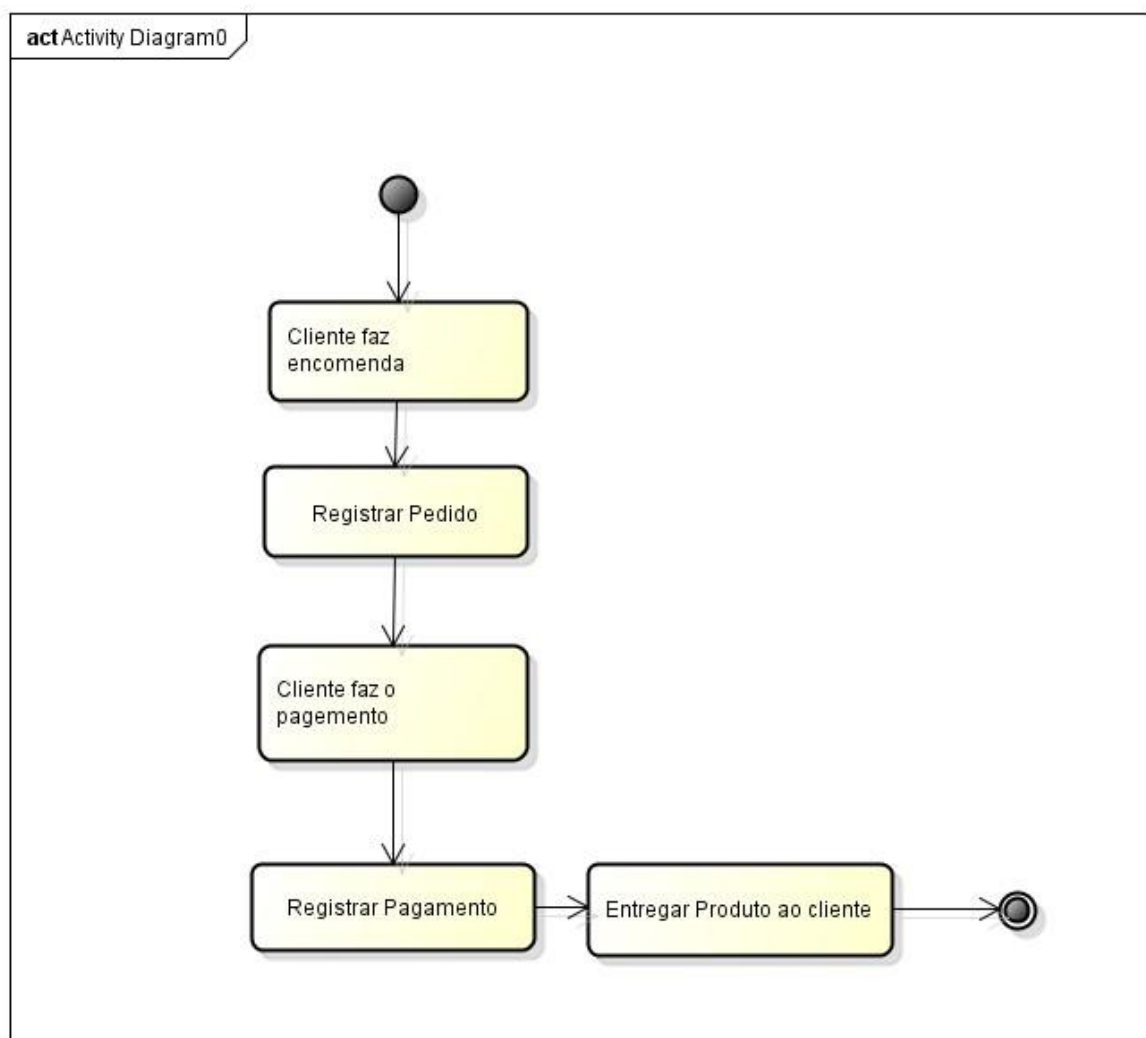 act Activity Diagram0
Cliente faz
encomenda
Registrar Pedido
Cliente faz o
pagemento
Registrar Pagamento
Entregar Produto ao cliente